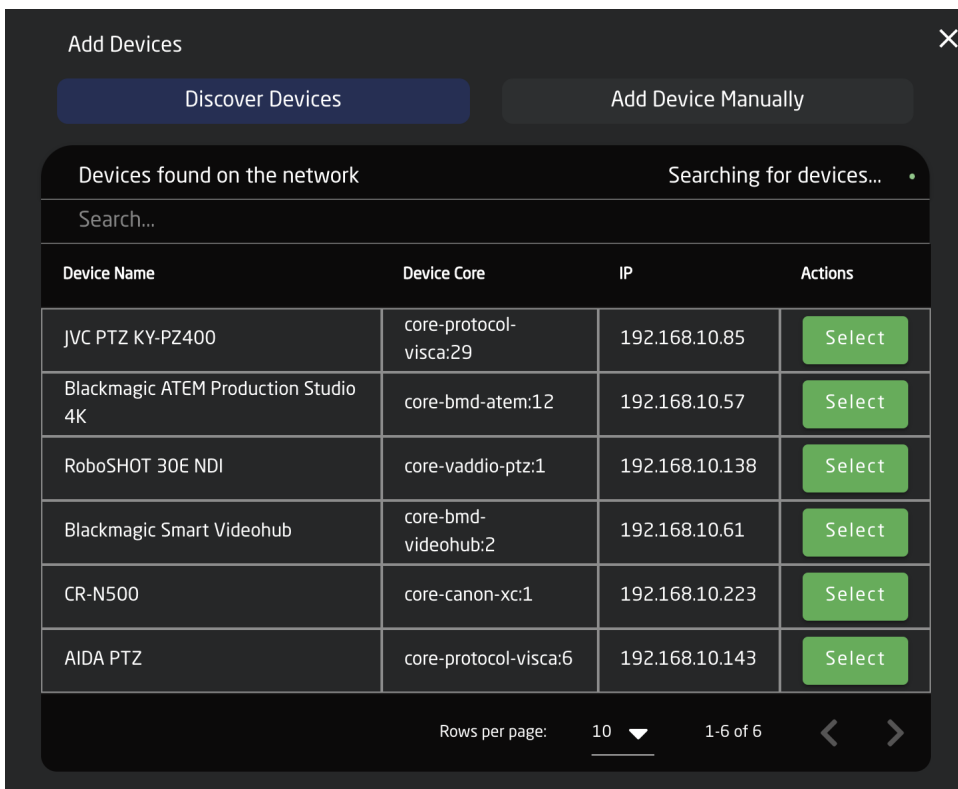 Add Devices
Discover Devices Add Device Manually
Devices found on the network Searching for devices...
Search...
Device Name Device Core IP Actions
JVC PTZ KY-PZ400 core-protocol-visca:29 192.168.10.85 Select
Blackmagic ATEM Production Studio 4K core-bmd-atem:12 192.168.10.57 Select
RoboSHOT 30E NDI core-vaddio-ptz:1 192.168.10.138 Select
Blackmagic Smart Videohub core-bmd-videohub:2 192.168.10.61 Select
CR-N500 core-canon-xc:1 192.168.10.223 Select
AIDA PTZ core-protocol-visca:6 192.168.10.143 Select
Rows per page: 10 1-6 of 6